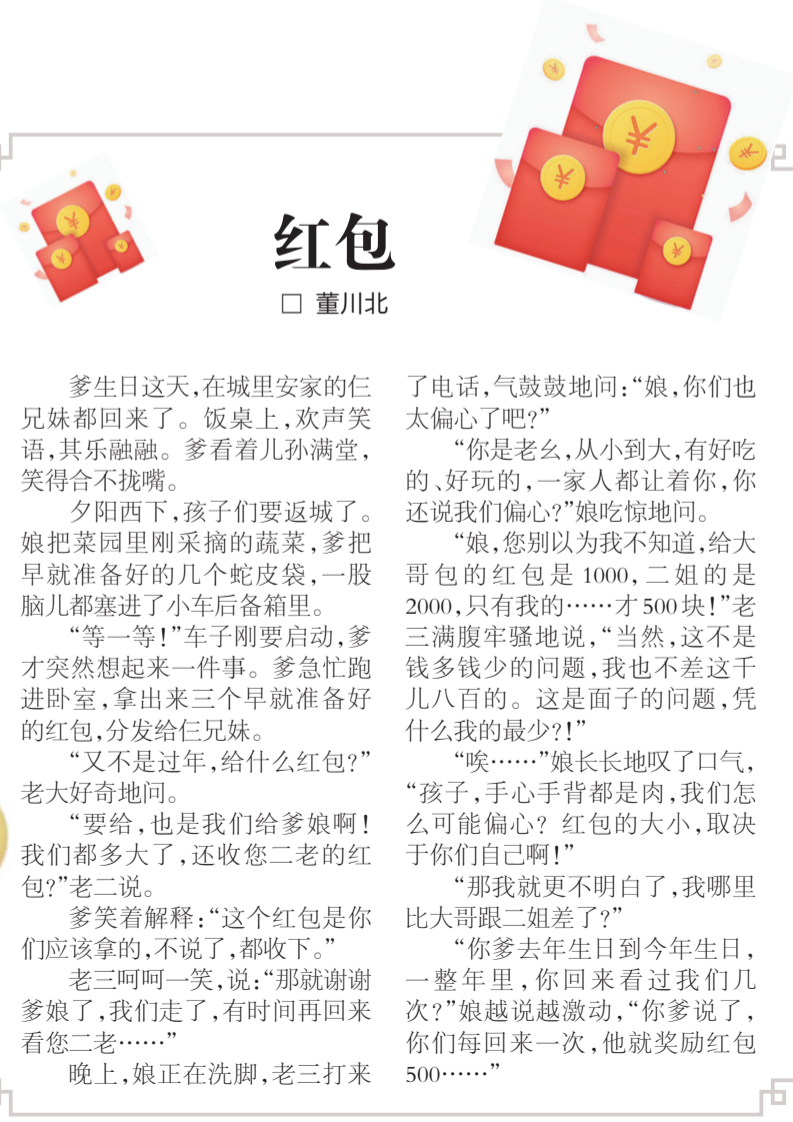 红包
□ 董川北
爹生日这天,在城里安家的仨
兄妹都回来了。饭桌上,欢声笑
语,其乐融融。爹看着儿孙满堂,
笑得合不拢嘴。
夕阳西下,孩子们要返城了。
娘把菜园里刚采摘的蔬菜,爹把
早就准备好的几个蛇皮袋,一股
脑儿都塞进了小车后备箱里。
“等一等!”车子刚要启动,爹
才突然想起来一件事。爹急忙跑
进卧室,拿出来三个早就准备好
的红包,分发给仨兄妹。
“又不是过年,给什么红包?”
老大好奇地问。
“要给,也是我们给爹娘啊!
我们都多大了,还收您二老的红
包?”老二说。
爹笑着解释:“这个红包是你
们应该拿的,不说了,都收下。”
老三呵呵一笑,说:“那就谢谢
爹娘了,我们走了,有时间再回来
看您二老……”
晚上,娘正在洗脚,老三打来
了电话,气鼓鼓地问:“娘,你们也
太偏心了吧?”
“你是老幺,从小到大,有好吃
的、好玩的,一家人都让着你,你
还说我们偏心?”娘吃惊地问。
“娘,您别以为我不知道,给大
哥包的红包是1000,二姐的是
2000,只有我的……才500块!”老
三满腹牢骚地说,“当然,这不是
钱多钱少的问题,我也不差这千
儿八百的。这是面子的问题,凭
什么我的最少?!”
“唉……”娘长长地叹了口气,
“孩子,手心手背都是肉,我们怎
么可能偏心?红包的大小,取决
于你们自己啊!”
“那我就更不明白了,我哪里
比大哥跟二姐差了?”
“你爹去年生日到今年生日,
一整年里,你回来看过我们几
次?”娘越说越激动,“你爹说了,
你们每回来一次,他就奖励红包
500……”